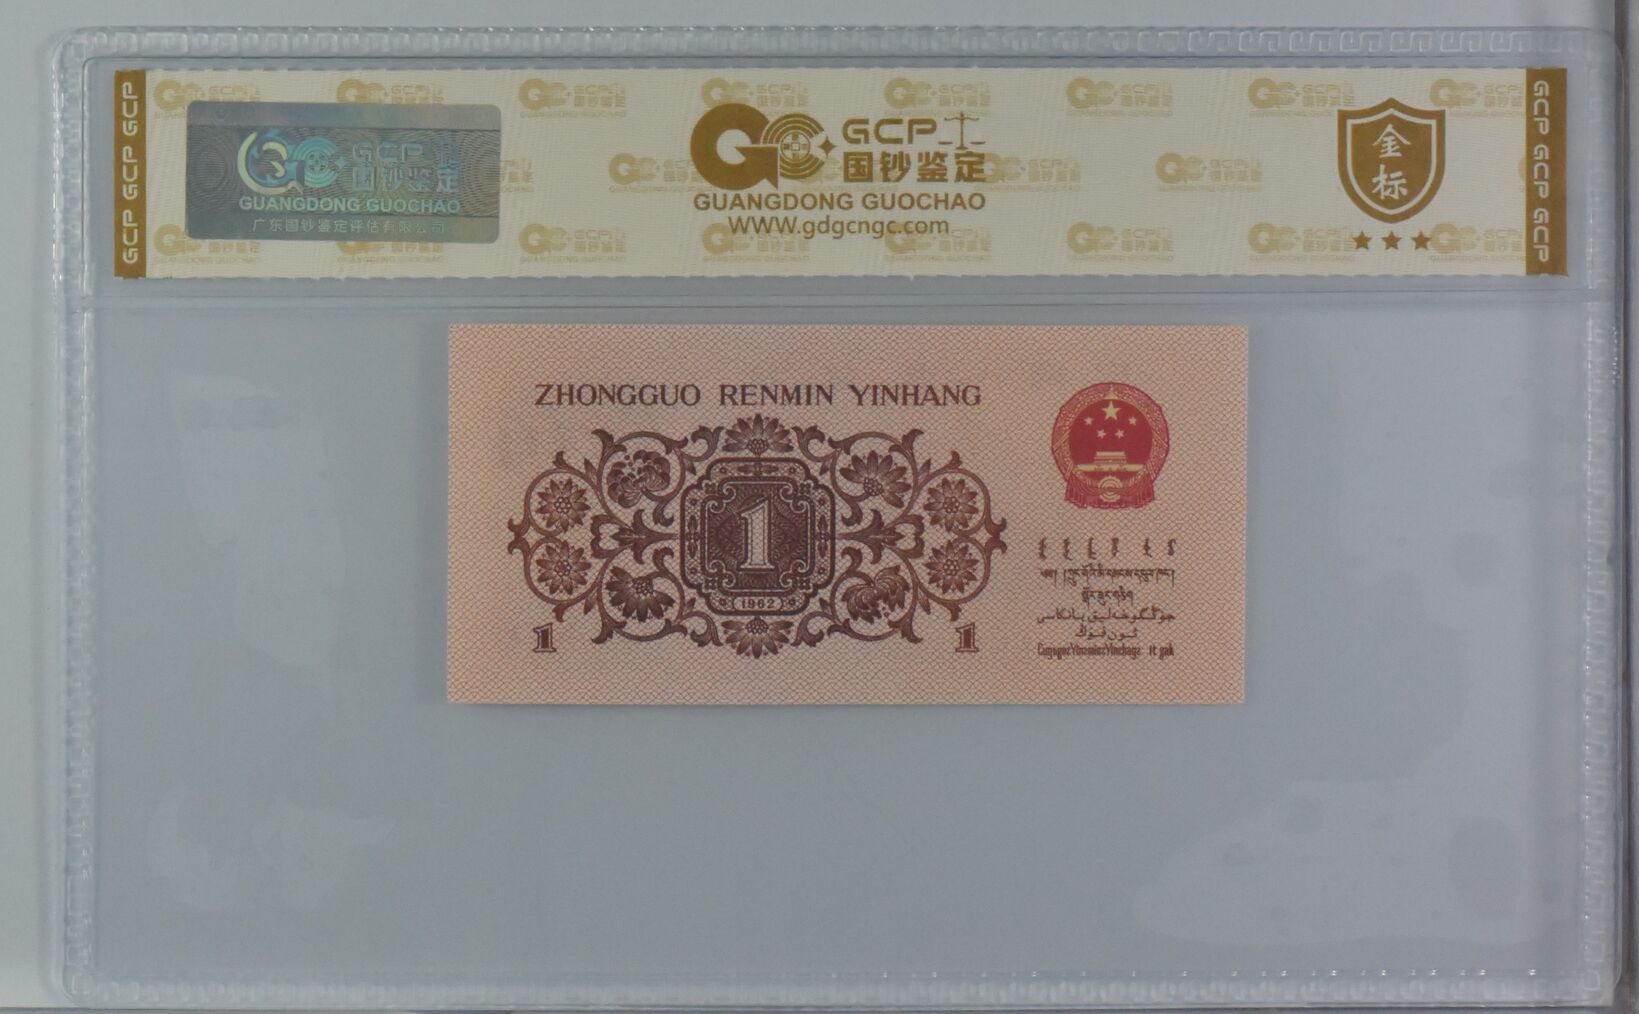 GCP GCP GCP
GCP
国钞鉴定
GUANGDONG GUOCHAO
广东国钞鉴定评估有限公司
GCP
国钞鉴定
GUANGDONG GUOCHAO
WWW.gdgcngc.com
金
标
GCP GCP GCP
ZHONGGUO RENMIN YINHANG
1
(1962)
1 1
جۇڭگوخەلىق بانكاسى